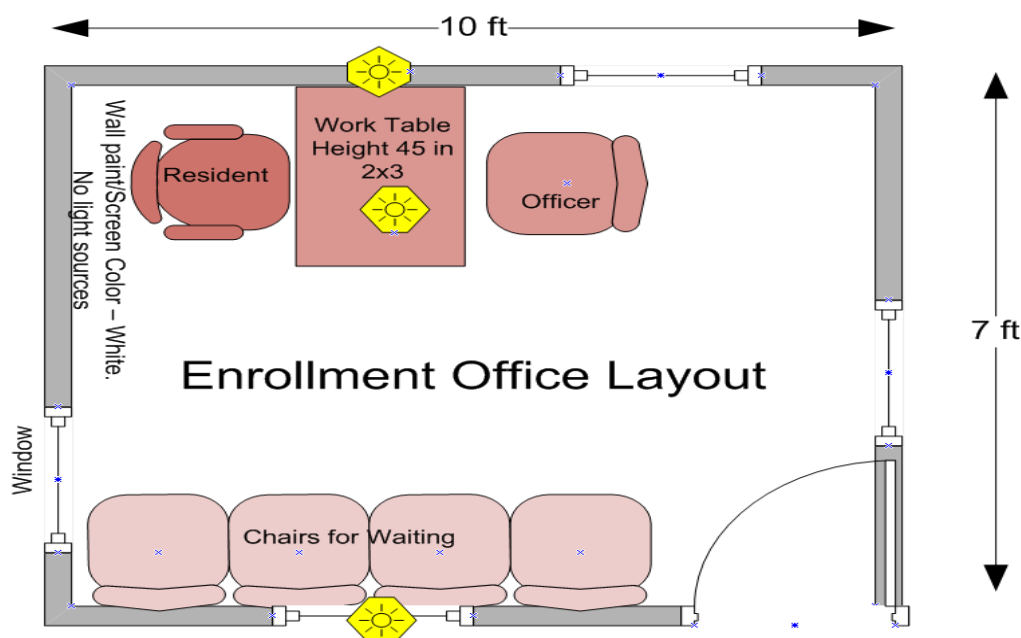 10 ft
Work Table
Height 45 in
2x3
Resident
Officer
Wall paint/Screen Color – White.
No light sources
7 ft
Enrollment Office Layout
Window
Chairs for Waiting